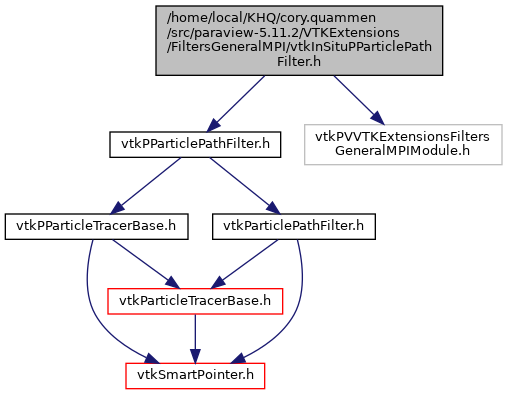 /home/local/KHQ/cory.quammen
/src/paraview-5.11.2/VTKExtensions
/FiltersGeneralMPI/vtkInSituPParticlePath
Filter.h
vtkPParticlePathFilter.h
vtkPVVTKExtensionsFilters
GeneralMPIModule.h
vtkPParticleTracerBase.h
vtkParticlePathFilter.h
vtkParticleTracerBase.h
vtkSmartPointer.h